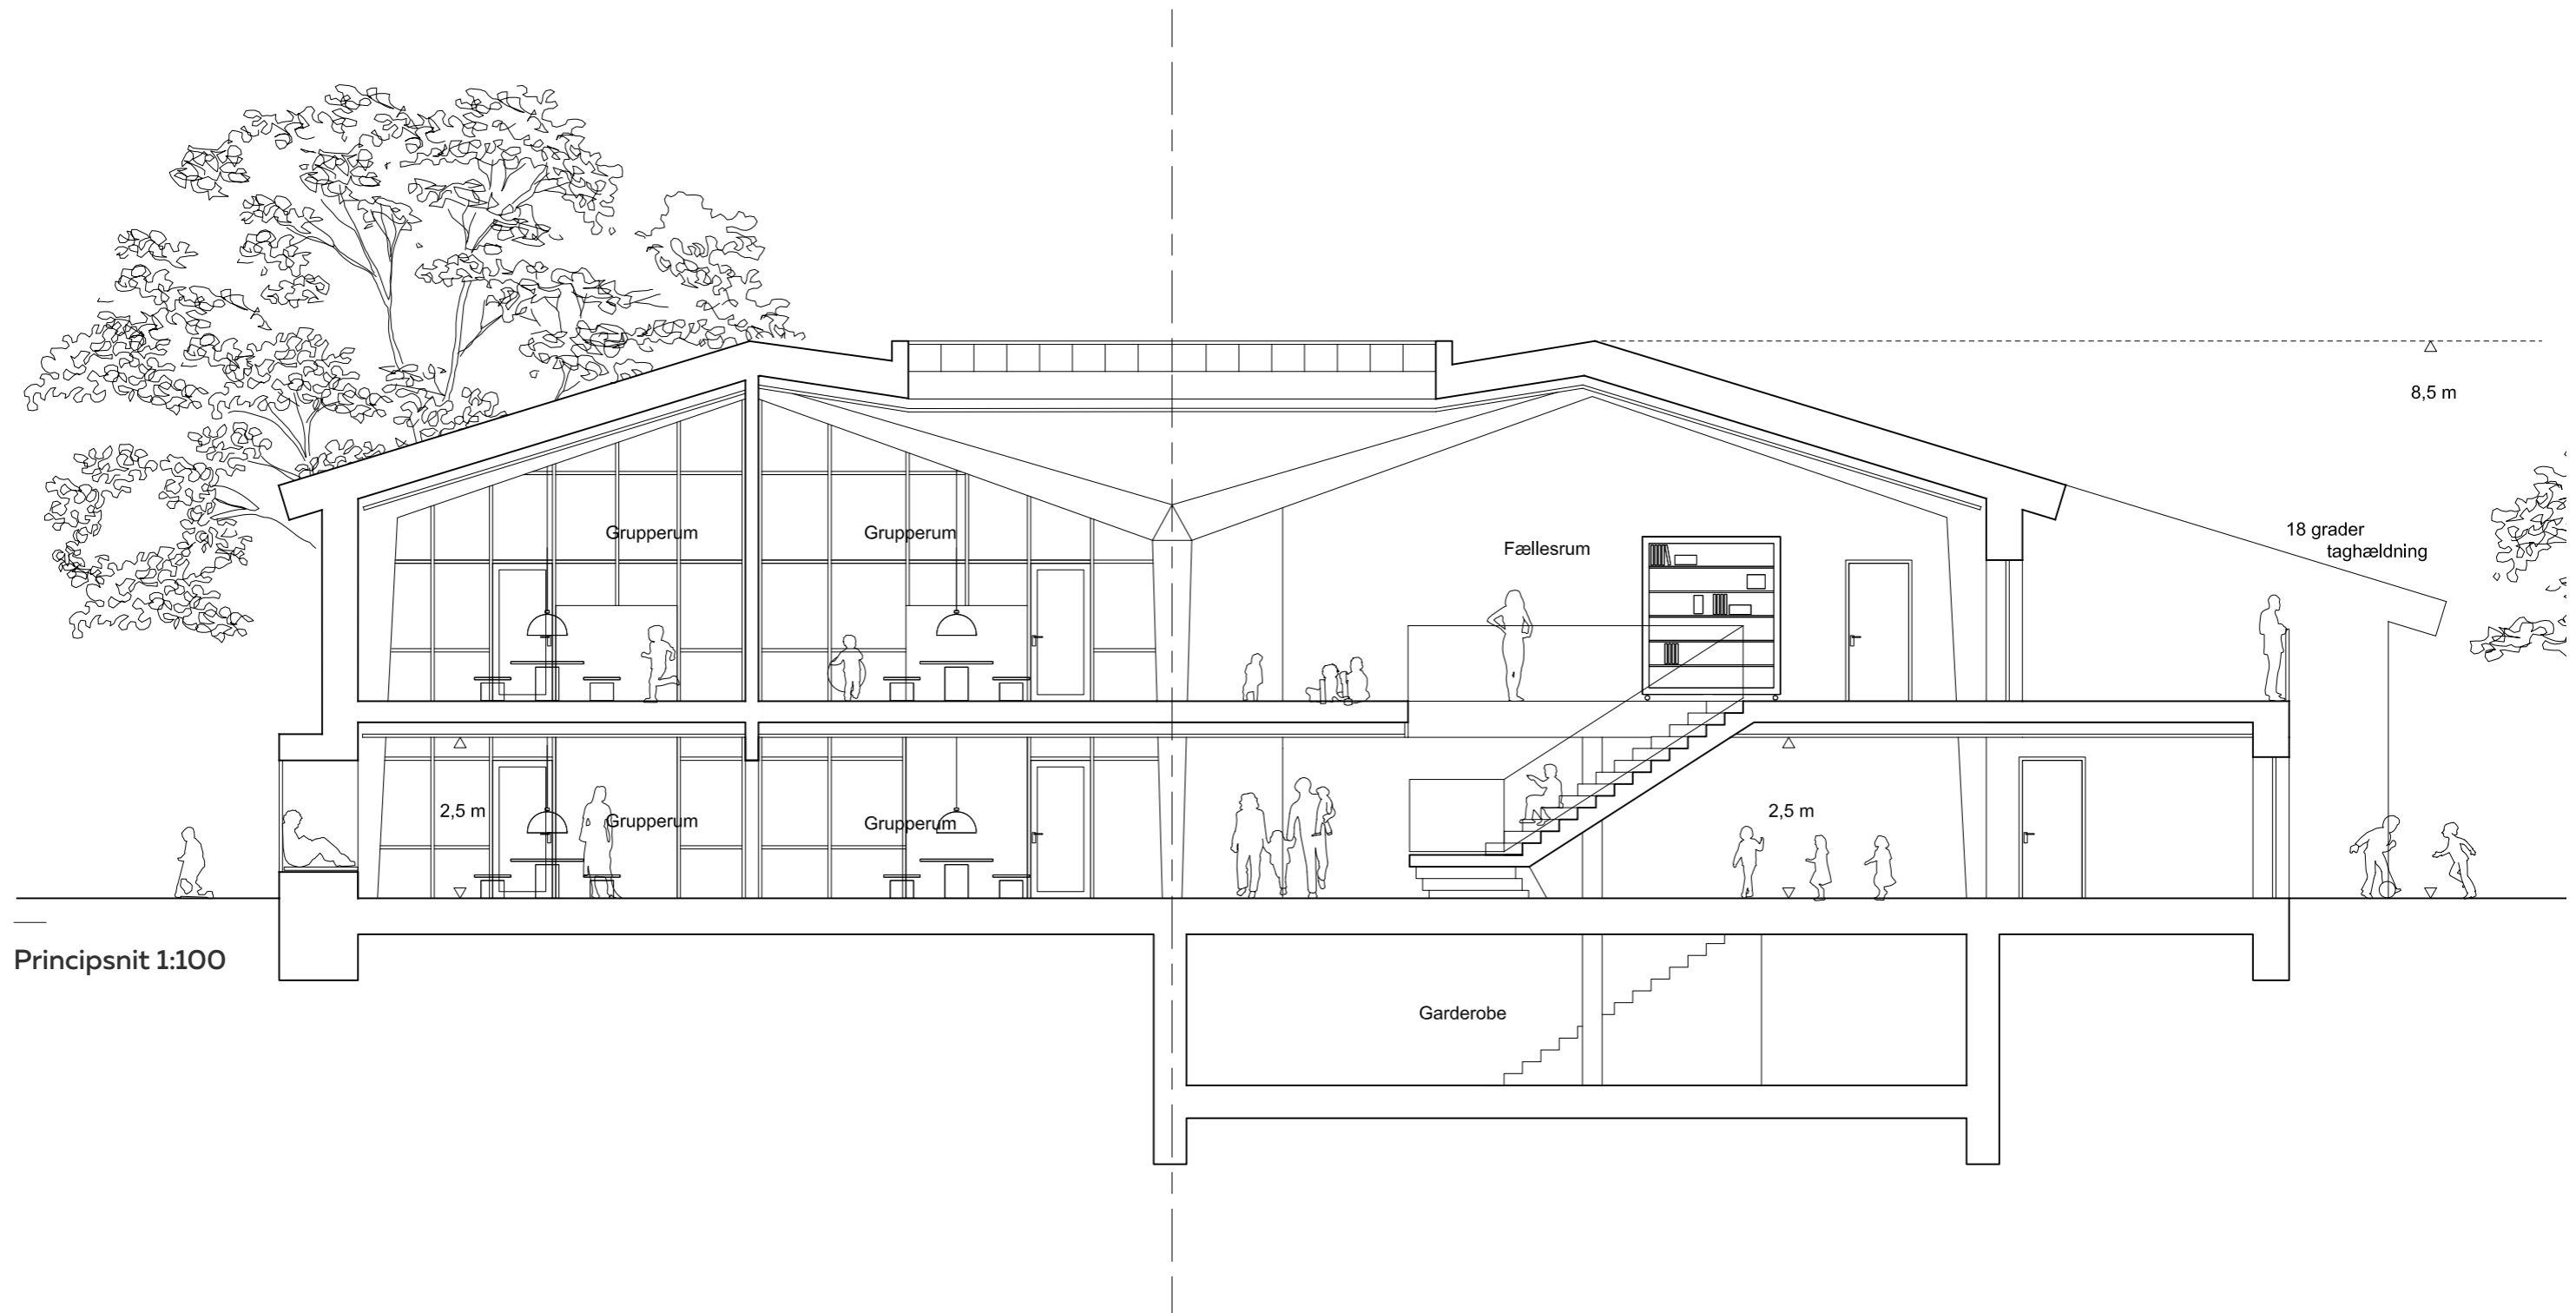 8,5 m
18 grader
taghældning
Grupperum
Grupperum
Fællesrum
2,5 m
Grupperum
Grupperum
2,5 m
Principsnit 1:100
Garderobe